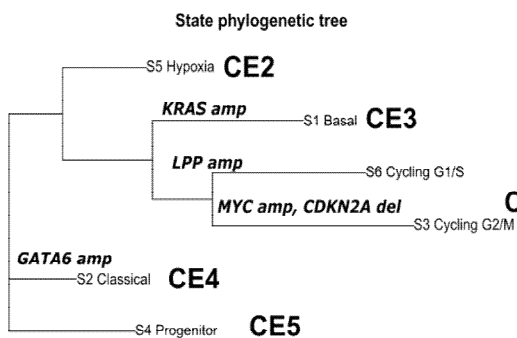 State phylogenetic tree
S5 Hypoxia CE2
KRAS amp
S1 Basal CE3
LPP amp
S6 Cycling G1/S
MYC amp, CDKN2A del
S3 Cycling G2/M
GATA6 amp
S2 Classical CE4
S4 Progenitor CE5